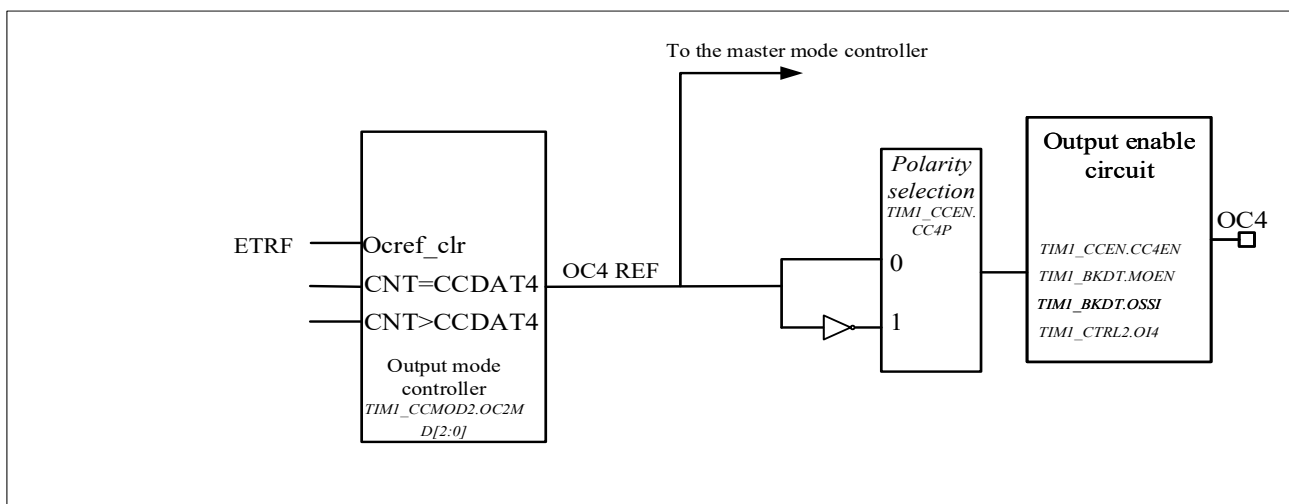 To the master mode controller
ETRF
Ocref_clr
CNT=CCDAT4
CNT>CCDAT4
Output mode
controller
TIM1_CCMOD2.OC2M
D[2:0]
OC4 REF
Polarity
selection
TIM1_CCEN.
CC4P
0
1
Output enable
circuit
TIM1_CCEN.CC4EN
TIM1_BKDT.MOEN
TIM1_BKDT.OSSI
TIM1_CTRL2.OI4
OC4